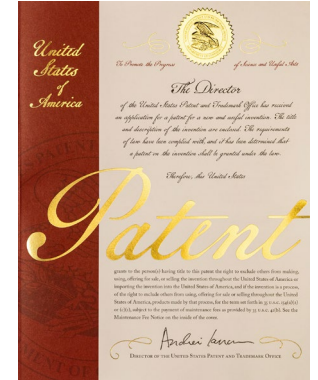 United
States
of
America
To Promote the Progress of Science and Useful Arts
The Director
of the United States Patent and Trademark Office has received
an application for a patent for a new and useful invention. The title
and description of the invention are enclosed. The requirements
of law have been complied with, and it has been determined that
a patent on the invention shall be granted under the law.
Therefore, this United States
Patent
grants to the person(s) having title to this patent the right to exclude others from making,
using, offering for sale, or selling the invention throughout the United States of America or
importing the invention into the United States of America, and if the invention is a process,
of the right to exclude others from using, offering for sale or selling throughout the United
States of America, products made by that process, for the term set forth in 35 U.S.C.
or (c)(1), subject to the payment of maintenance fees as provided by 35 U.S.C. 41(b). See the
Maintenance Fee Notice on the inside of the cover.
Andrei Iancu
Director of the United States Patent and Trademark Office